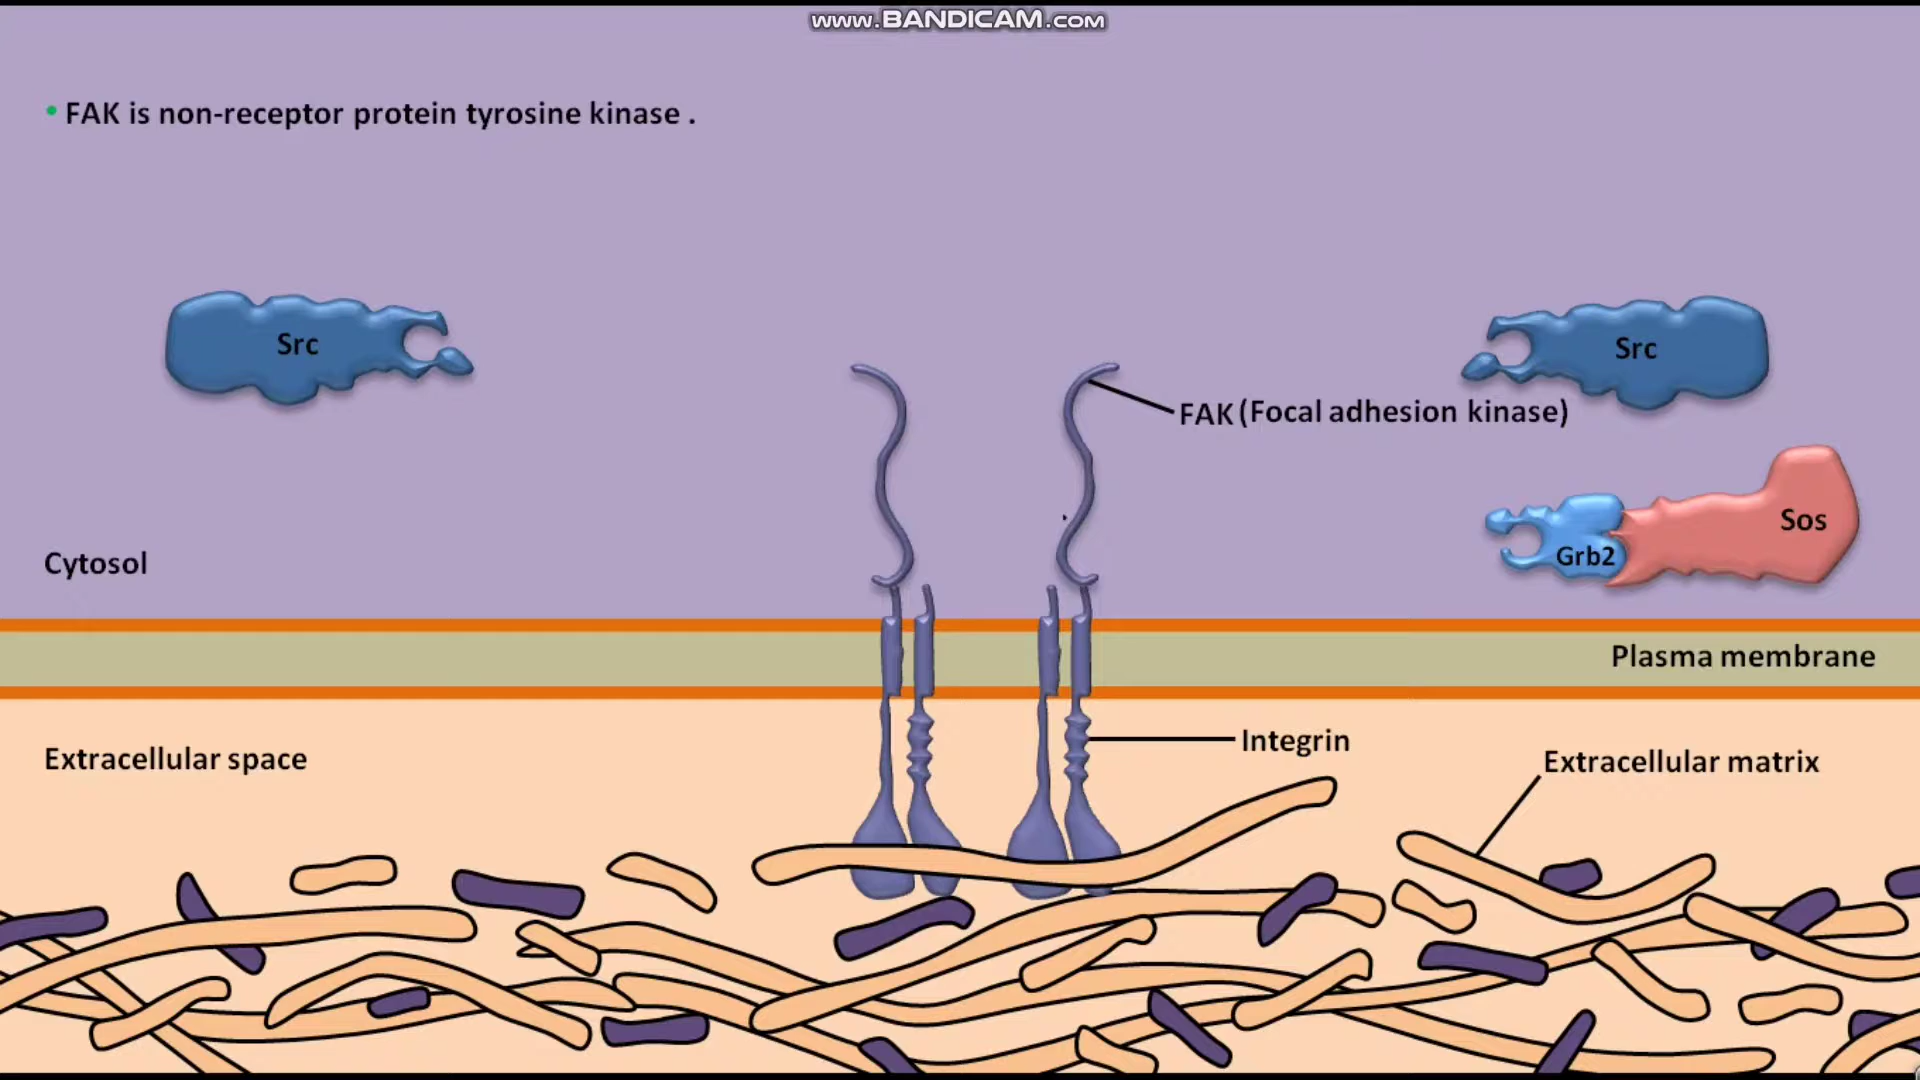 www.BANDICAM.com
• FAK is non-receptor protein tyrosine kinase .
Src
Src
FAK (Focal adhesion kinase)
Sos
Grb2
Cytosol
Plasma membrane
Integrin
Extracellular space
Extracellular matrix